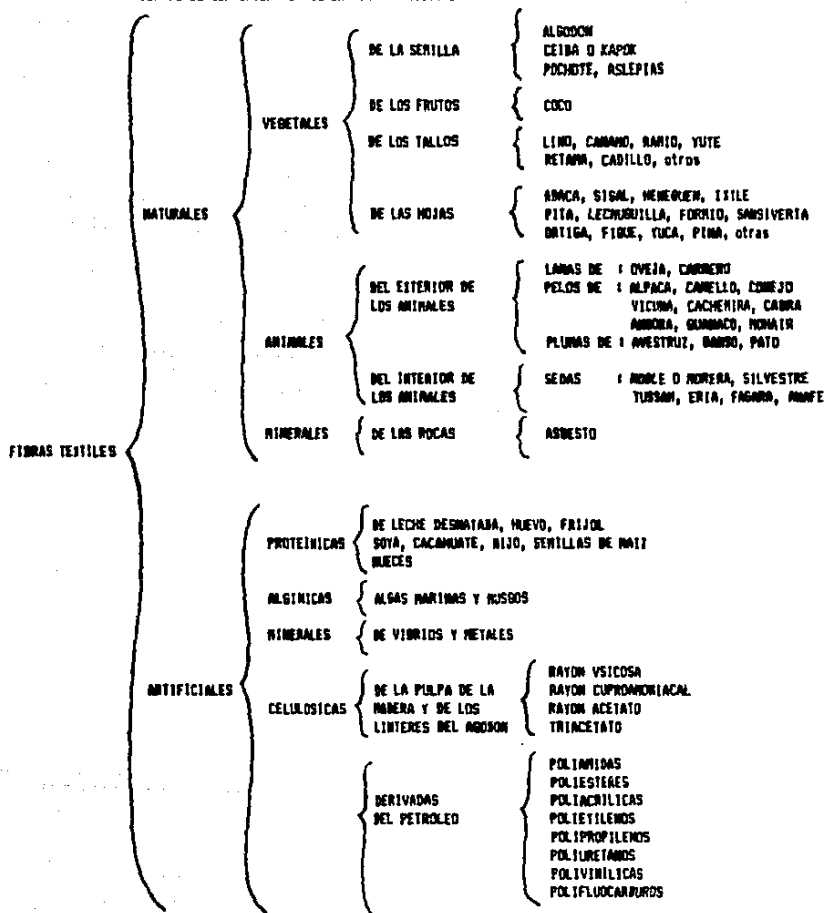 FIBRAS TEXTILES
NATURALES
VEGETALES
DE LA SEMILLA
ALGODON
CEIBA O KAPOK
POCHOTE, ASLEPIAS
DE LOS FRUTOS
COCO
DE LOS TALLOS
LINO, CANAMO, RAMIO, YUTE
RETAMA, CADILLO, otros
DE LAS HOJAS
ABACA, SISAL, HENEQUEN, IXTLE
PITA, LECHUGUILLA, FORMIO, SANSIVERIA
ORTIGA, FIQUE, YUCA, PINA, otras
ANIMALES
DEL EXTERIOR DE
LOS ANIMALES
LANAS DE : OVEJA, CARNERO
PELOS DE : ALPACA, CAMELLO, CONEJO
VICUNA, CACHEMIRA, CABRA
ANGORA, GUANACO, MOHAIR
PLUMAS DE : AVESTRUZ, GANSO, PATO
DEL INTERIOR DE
LOS ANIMALES
SEDAS : NOBLE O MORERA, SILVESTRE
TUSSAH, ERIA, FAGARA, ANAFE
MINERALES
DE LAS ROCAS
ASBESTO
ARTIFICIALES
PROTEINICAS
DE LECHE DESNATADA, HUEVO, FRIJOL
SOYA, CACAHUATE, MIJO, SEMILLAS DE MAIZ
NUECES
ALGINICAS
ALGAS MARINAS Y MUSGOS
MINERALES
DE VIDRIOS Y METALES
CELULOSICAS
DE LA PULPA DE LA
MADERA Y DE LOS
LINTERES DEL AGODON
RAYON VSICOSA
RAYON CUPROAMONIACAL
RAYON ACETATO
TRIACETATO
DERIVADAS
DEL PETROLEO
POLIAMIDAS
POLIESTERES
POLIACRILICAS
POLIETILENOS
POLIPROPILENOS
POLIURETANOS
POLIVINILICAS
POLIFLUOCARBUROS